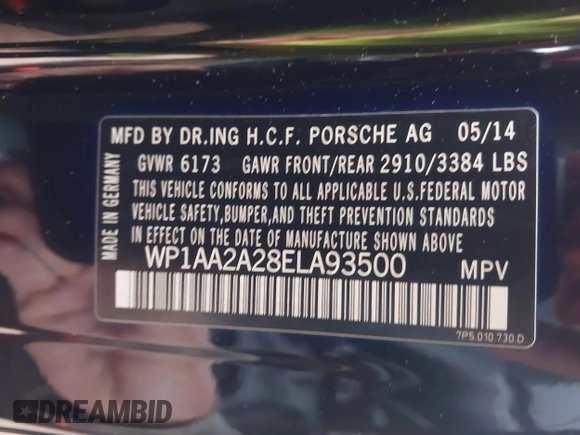 MFD BY DR.ING H.C.F. PORSCHE AG 05/14
GVWR 6173 GAWR FRONT/REAR 2910/3384 LBS
THIS VEHICLE CONFORMS TO ALL APPLICABLE U.S.FEDERAL MOTOR
VEHICLE SAFETY,BUMPER,AND THEFT PREVENTION STANDARDS
IN EFFECT ON THE DATE OF MANUFACTURE SHOWN ABOVE
MADE IN GERMANY
WP1AA2A28ELA93500 MPV
7P5.010.730.D
DREAMBID